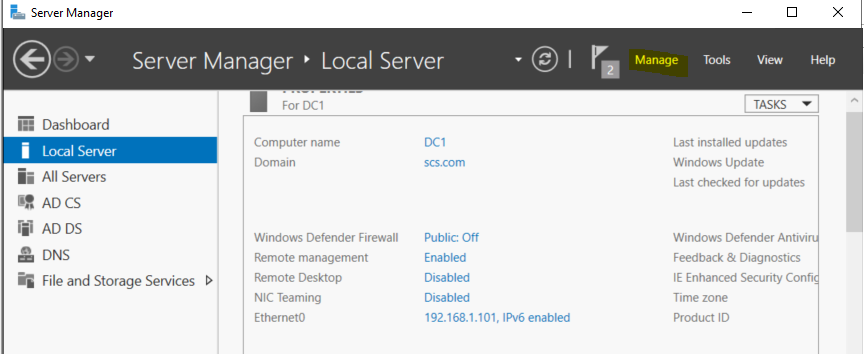 Server Manager
Server Manager ‣ Local Server
2
Manage
Tools
View
Help
Dashboard
Local Server
All Servers
AD CS
AD DS
DNS
File and Storage Services
PROPERTIES
For DC1
TASKS
Computer name DC1
Domain scs.com
Windows Defender Firewall Public: Off
Remote management Enabled
Remote Desktop Disabled
NIC Teaming Disabled
Ethernet0 192.168.1.101, IPv6 enabled
Last installed updates
Windows Update
Last checked for updates
Windows Defender Antiviru
Feedback & Diagnostics
IE Enhanced Security Config
Time zone
Product ID